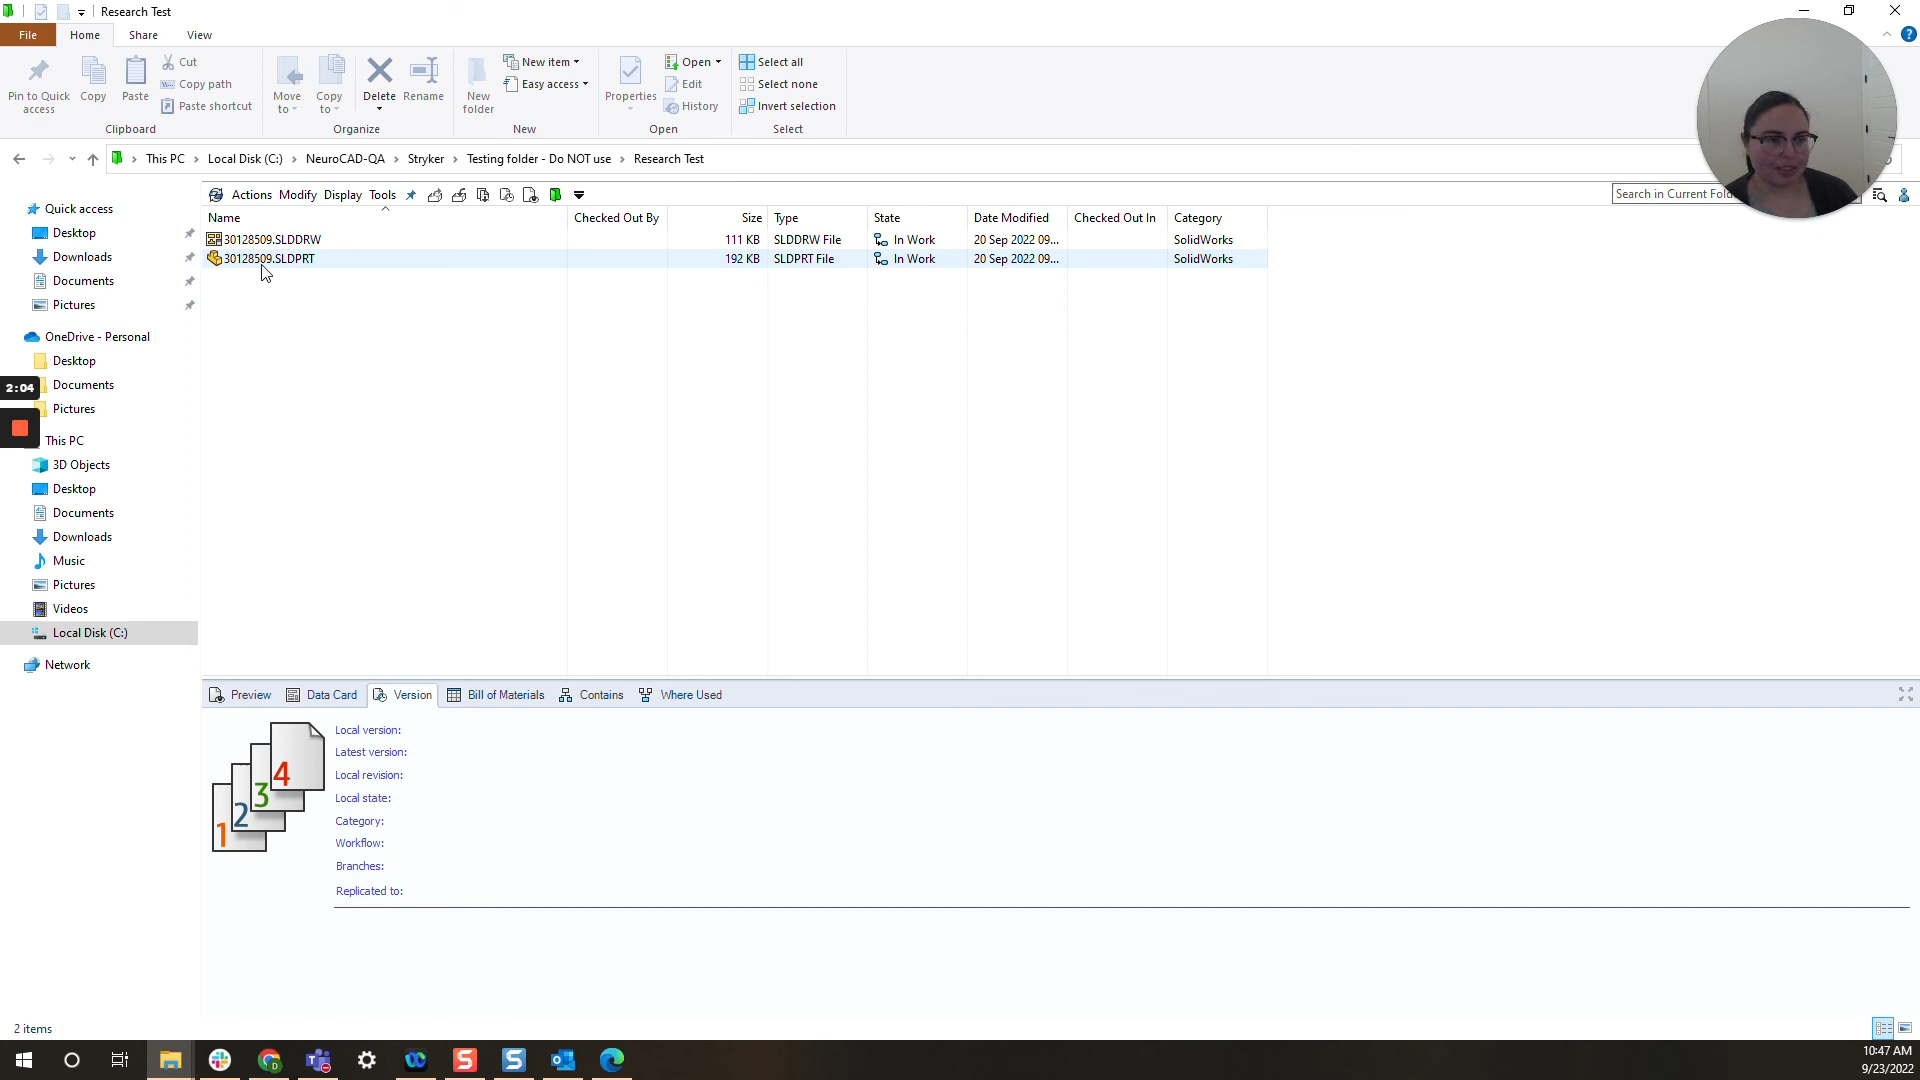 Research Test
File Home Share View
Pin to Quick access
Copy
Paste
Cut
Copy path
Paste shortcut
Clipboard
Move to
Copy to
Delete
Rename
Organize
New folder
New item
Easy access
New
Properties
Open
Edit
History
Open
Select all
Select none
Invert selection
Select
This PC Local Disk (C:) NeuroCAD-QA Stryker Testing folder - Do NOT use Research Test
Actions Modify Display Tools
Search in Current
Name Checked Out By Size Type State Date Modified Checked Out In Category
30128509.SLDDRW 111 KB SLDDRW File In Work 20 Sep 2022 09... SolidWorks
30128509.SLDPRT 192 KB SLDPRT File In Work 20 Sep 2022 09... SolidWorks
Quick access
Desktop
Downloads
Documents
Pictures
OneDrive - Personal
Desktop
2:04
Documents
Pictures
This PC
3D Objects
Desktop
Documents
Downloads
Music
Pictures
Videos
Local Disk (C:)
Network
Preview Data Card Version Bill of Materials Contains Where Used
1 2 3 4
Local version:
Latest version:
Local revision:
Local state:
Category:
Workflow:
Branches:
Replicated to:
2 items
10:47 AM
9/23/2022